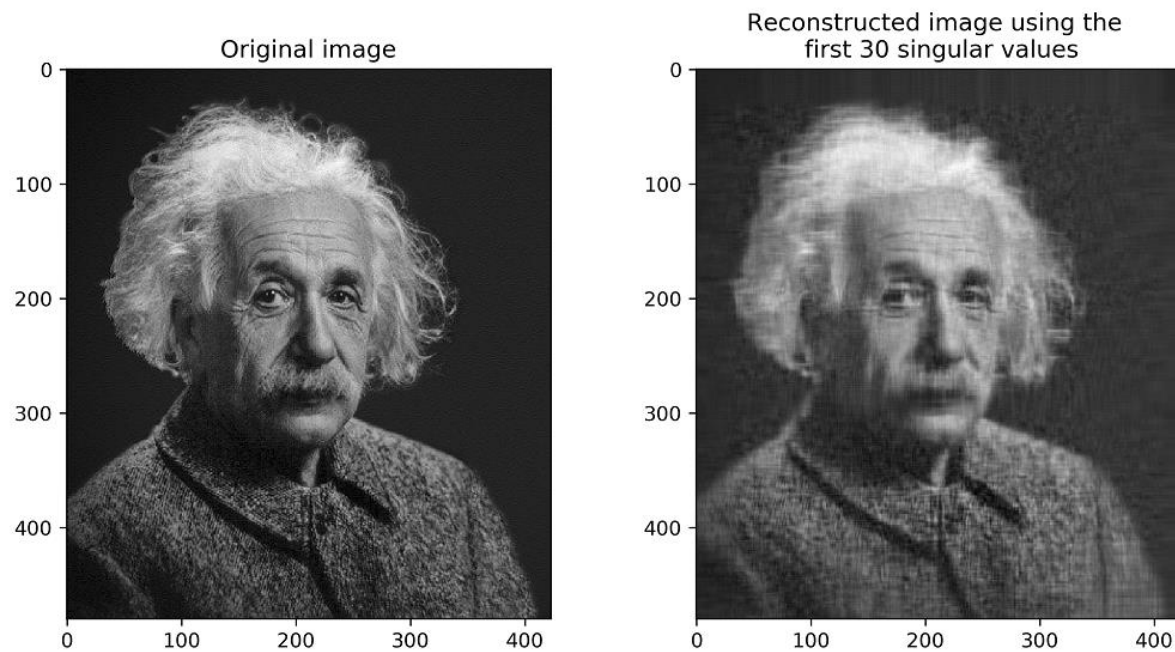 Original image
0
100
200
300
400
0 100 200 300 400
Reconstructed image using the
first 30 singular values
0
100
200
300
400
0 100 200 300 400